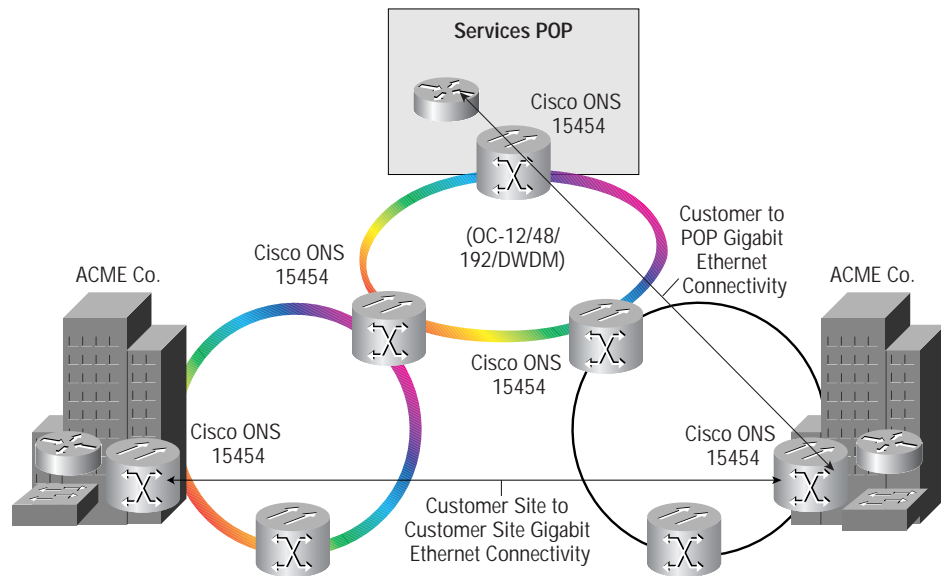 Services POP
Cisco ONS
15454
Customer to
POP Gigabit
Ethernet
Connectivity
(OC-12/48/
192/DWDM)
Cisco ONS
15454
ACME Co.
ACME Co.
Cisco ONS
15454
Cisco ONS
15454
Cisco ONS
15454
Customer Site to
Customer Site Gigabit
Ethernet Connectivity